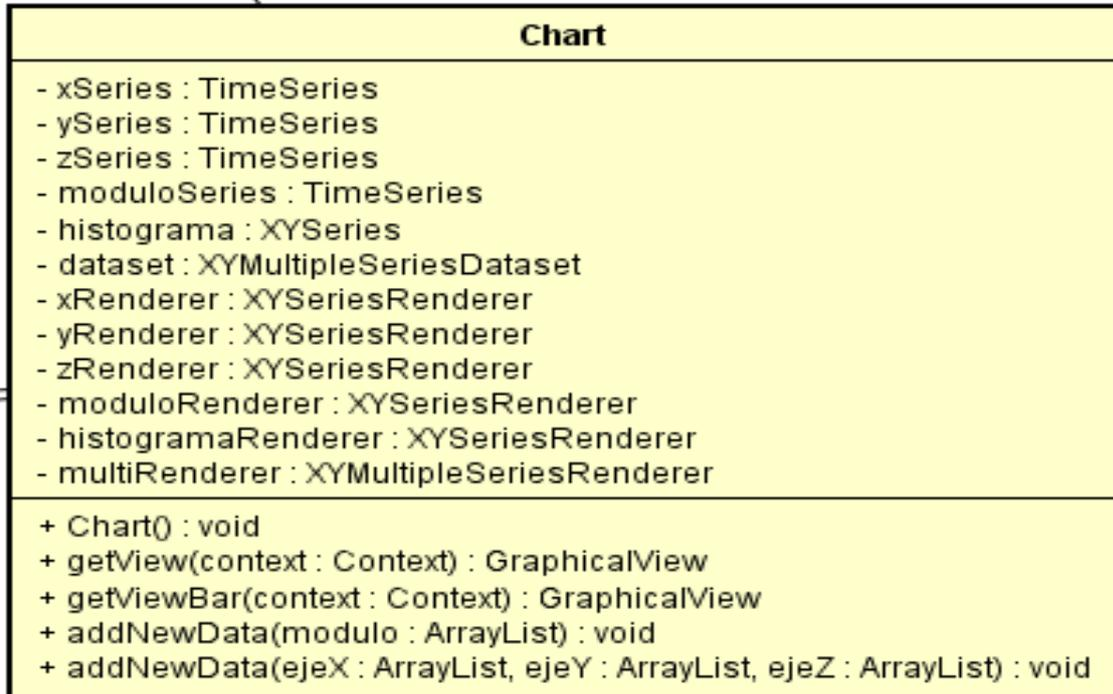 Chart
- xSeries : TimeSeries
- ySeries : TimeSeries
- zSeries : TimeSeries
- moduloSeries : TimeSeries
- histograma : XYSeries
- dataset : XYMultipleSeriesDataset
- xRenderer : XYSeriesRenderer
- yRenderer : XYSeriesRenderer
- zRenderer : XYSeriesRenderer
- moduloRenderer : XYSeriesRenderer
- histogramaRenderer : XYSeriesRenderer
- multiRenderer : XYMultipleSeriesRenderer
+ Chart() : void
+ getView(context : Context) : GraphicalView
+ getViewBar(context : Context) : GraphicalView
+ addNewData(modulo : ArrayList) : void
+ addNewData(ejeX : ArrayList, ejeY : ArrayList, ejeZ : ArrayList) : void